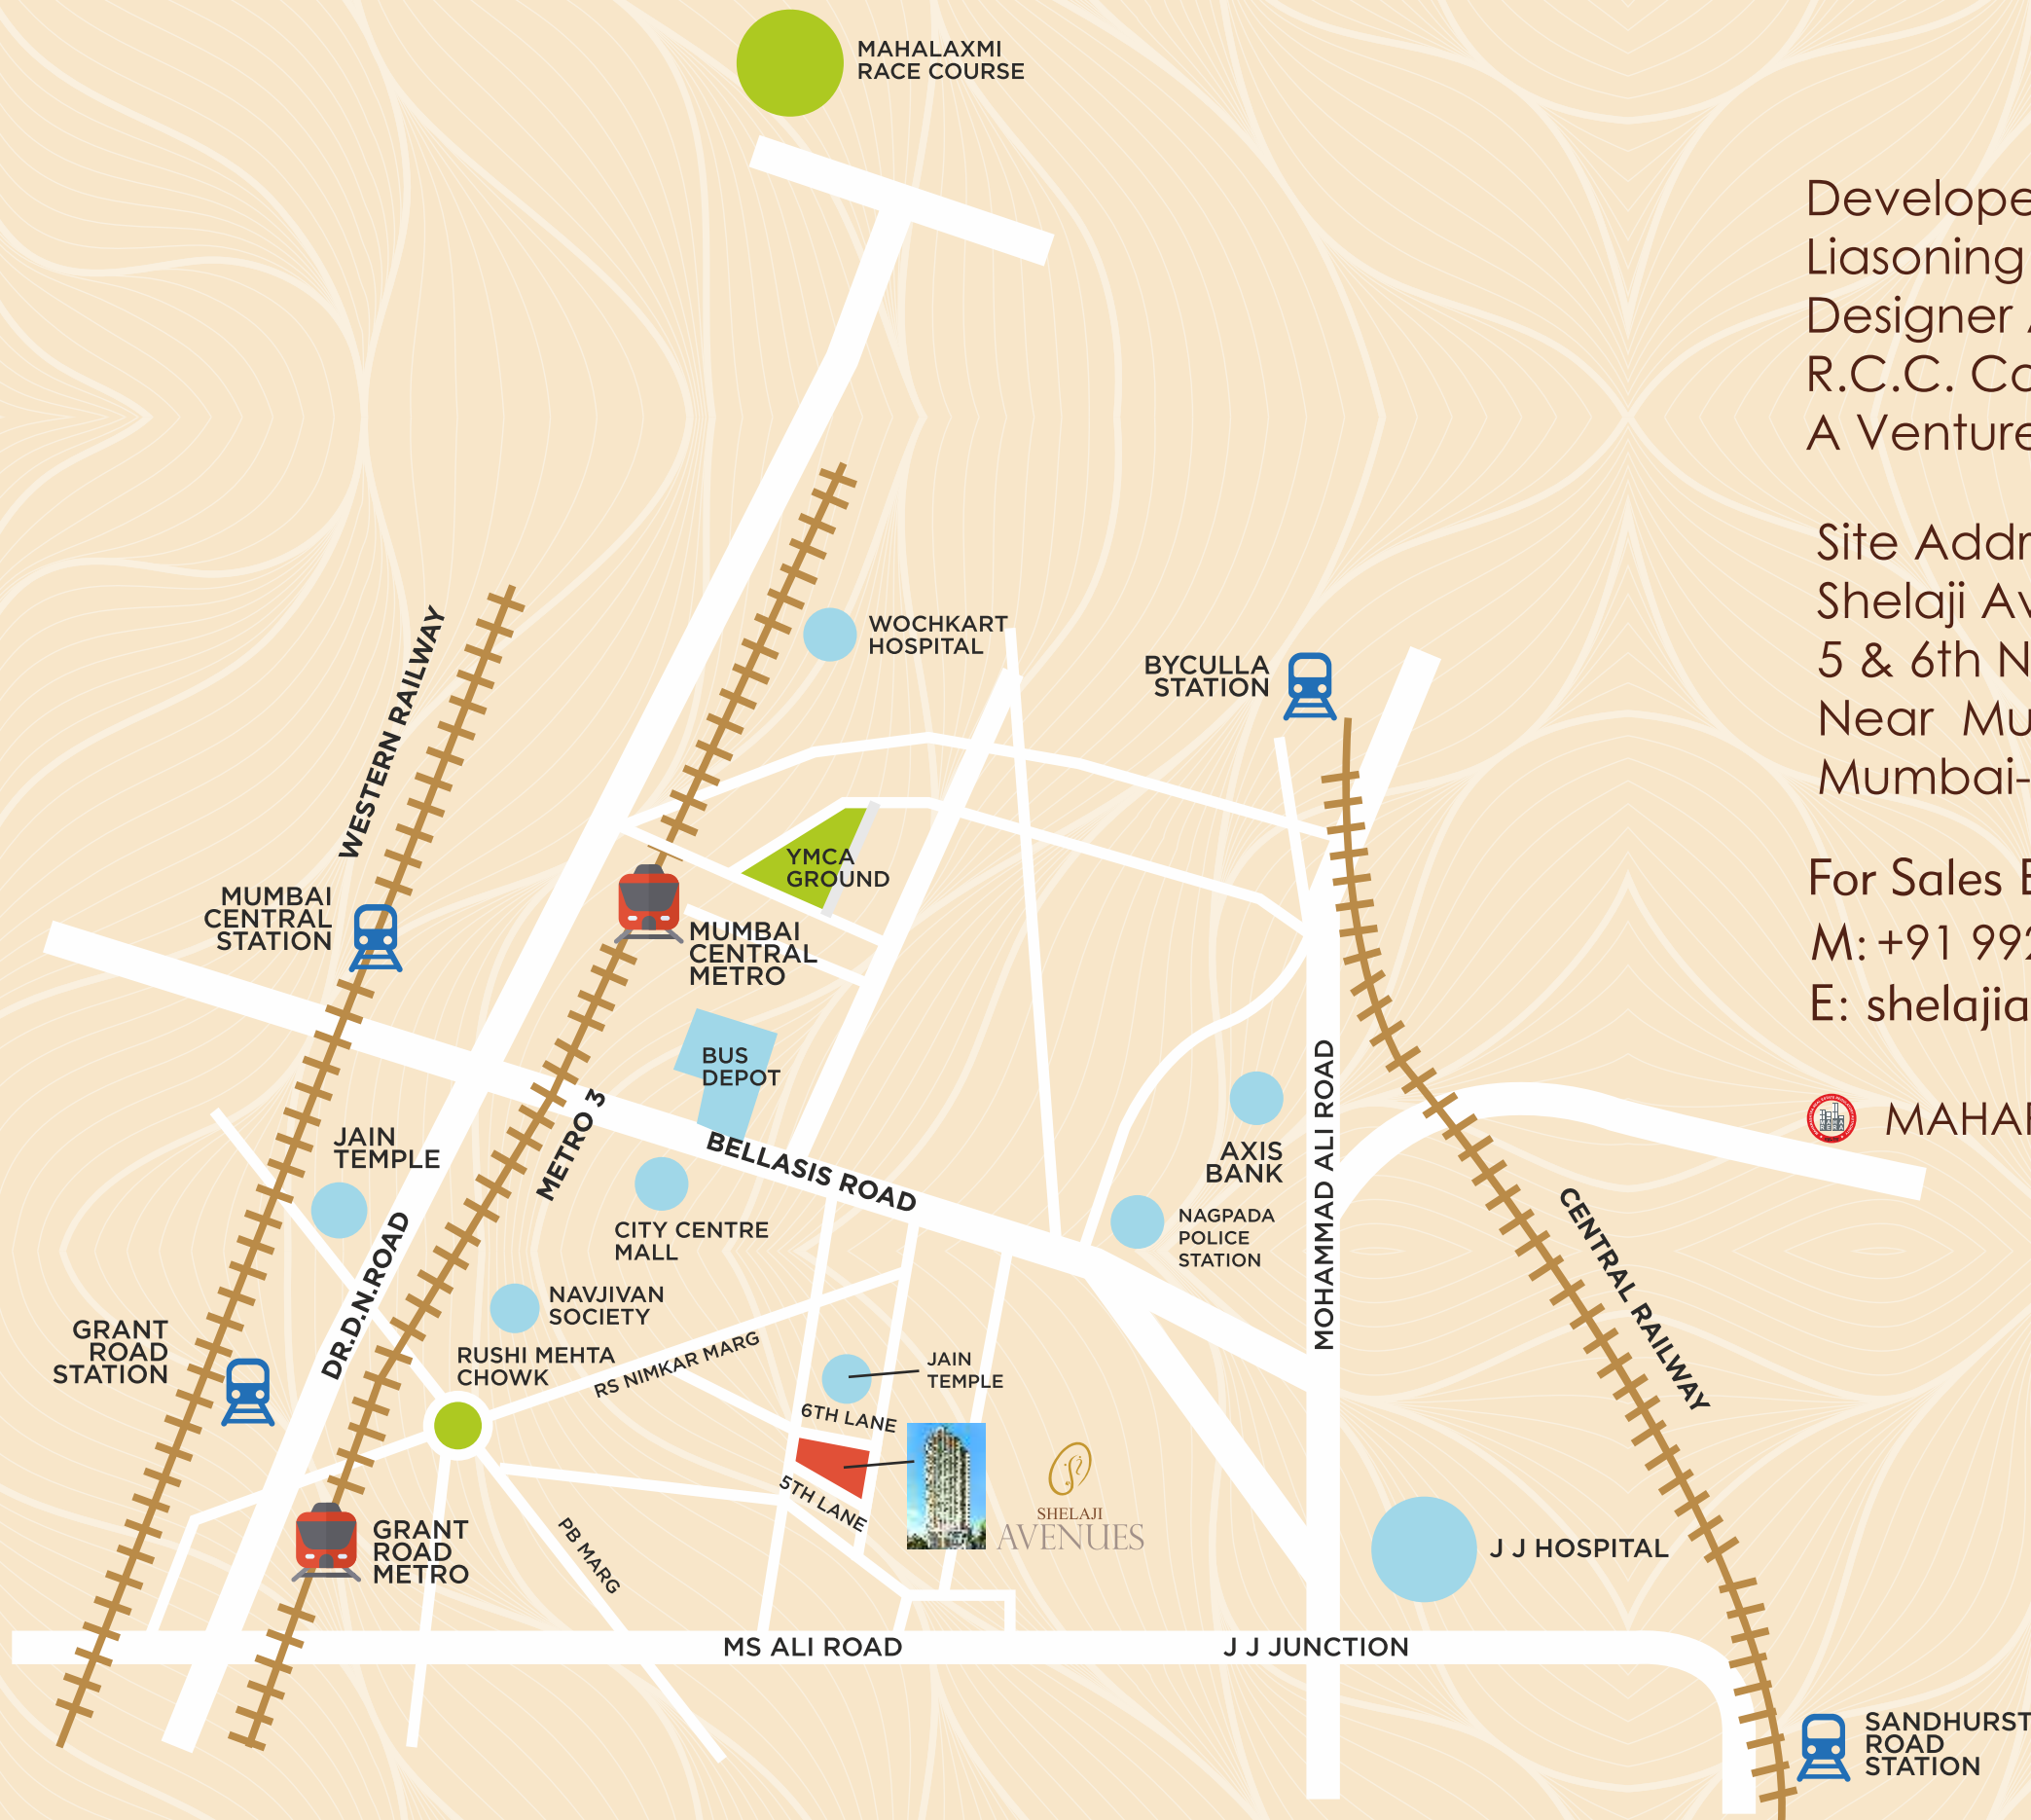 MAHALAXMI
RACE COURSE
WOCHKART
HOSPITAL
BYCULLA
STATION
WESTERN RAILWAY
YMCA
GROUND
MUMBAI
CENTRAL
STATION
MUMBAI
CENTRAL
METRO
BUS
DEPOT
METRO 3
BELLASIS ROAD
JAIN
TEMPLE
CITY CENTRE
MALL
AXIS
BANK
NAGPADA
POLICE
STATION
MOHAMMAD ALI ROAD
CENTRAL RAILWAY
DR.D.N.ROAD
NAVJIVAN
SOCIETY
GRANT
ROAD
STATION
RUSHI MEHTA
CHOWK
RS NIMKAR MARG
JAIN
TEMPLE
6TH LANE
5TH LANE
SHELAJI
AVENUES
GRANT
ROAD
METRO
PB MARG
J J HOSPITAL
MS ALI ROAD
J J JUNCTION
SANDHURST
ROAD
STATION
Develope
Liasoning
Designer
R.C.C. Co
A Venture
Site Addr
Shelaji Av
5 & 6th N
Near Mu
Mumbai-
For Sales E
M: +91 992
E: shelajia
MAHAR